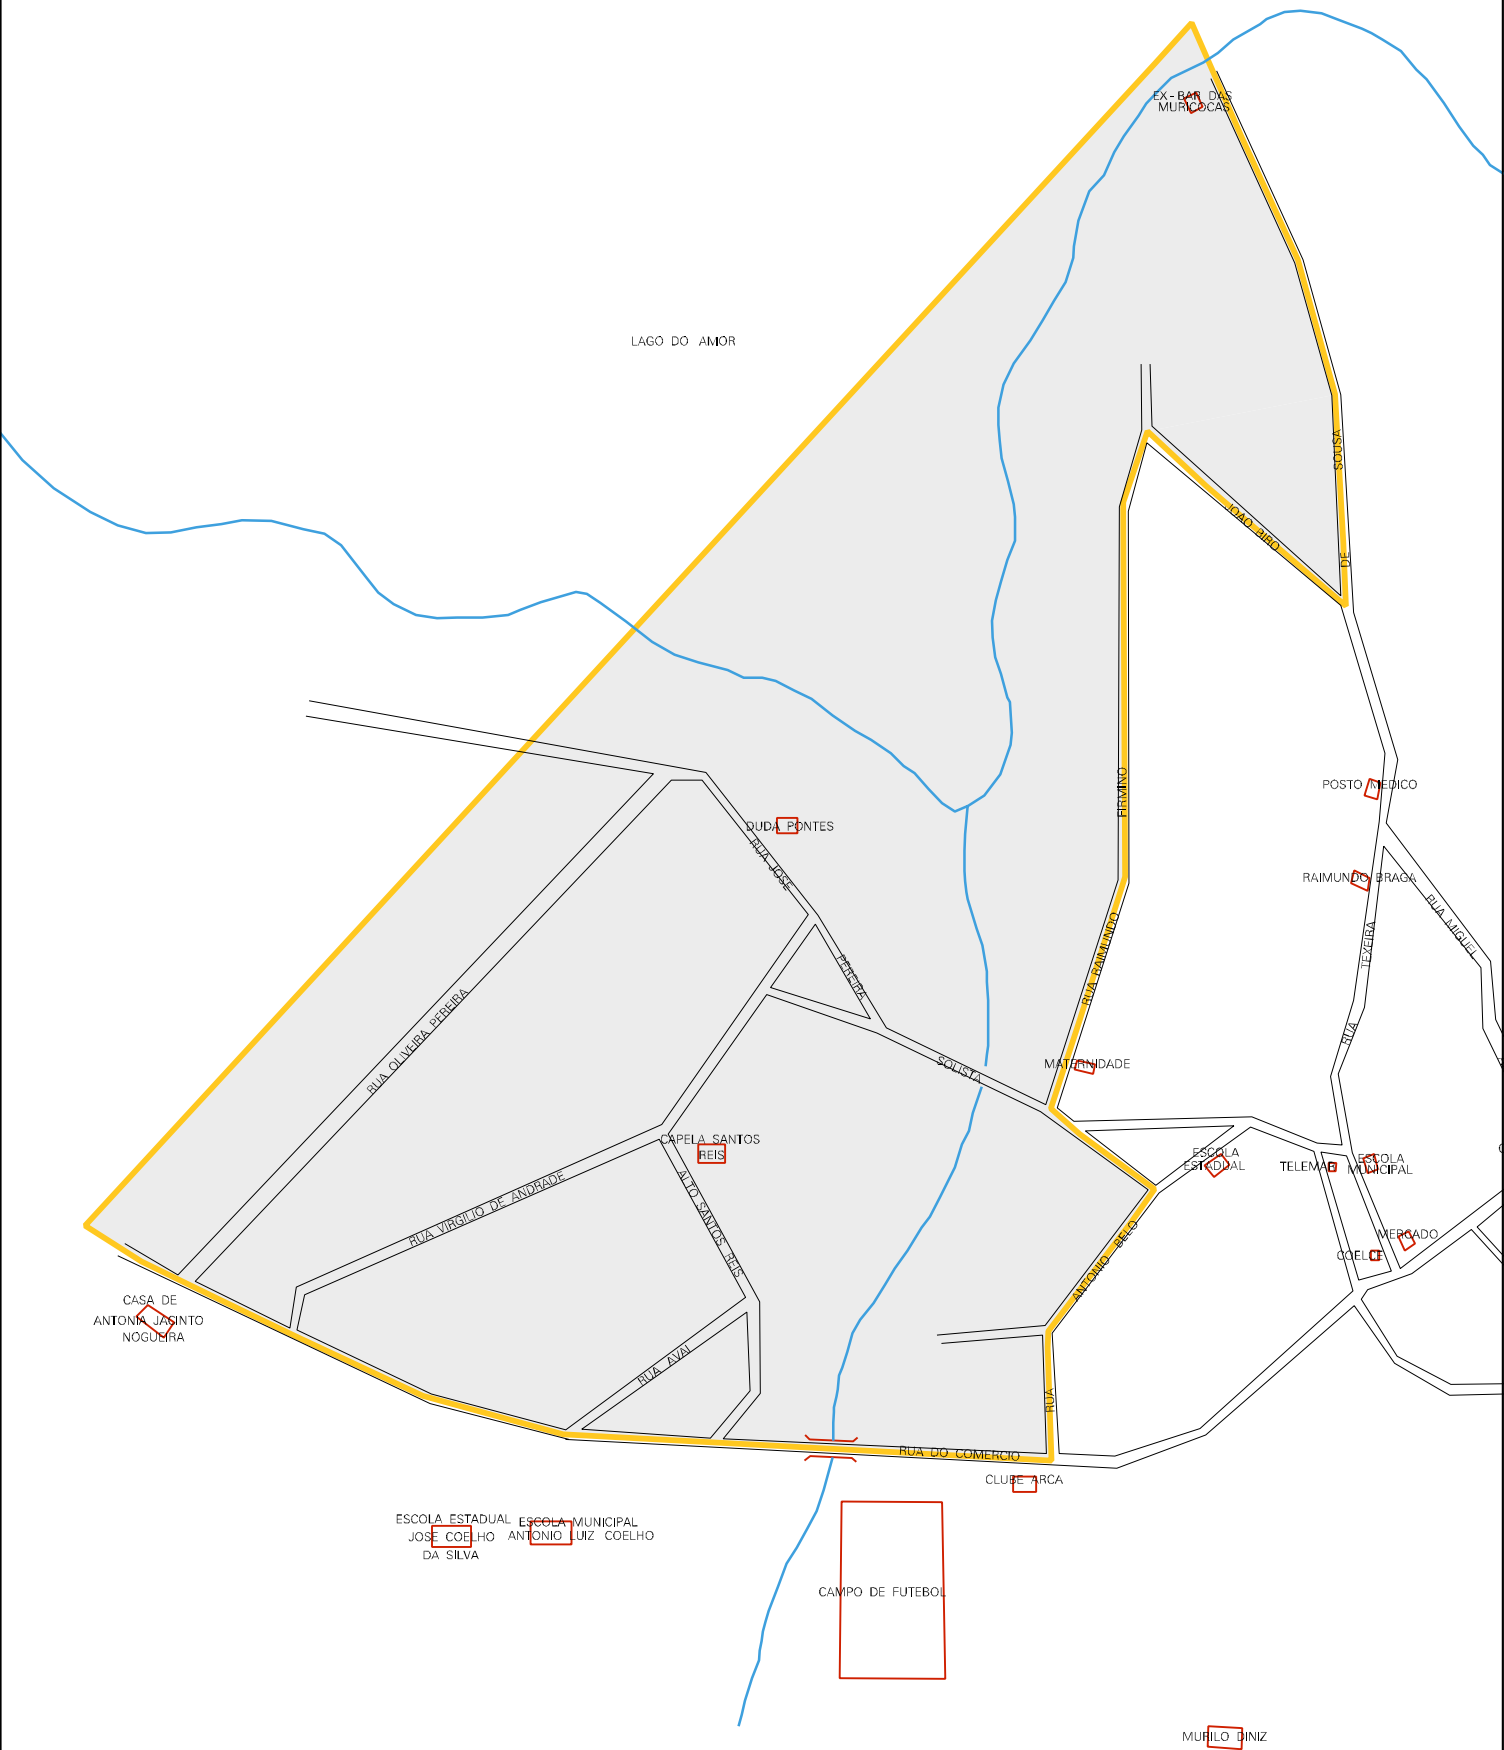 EX-BAR DAS
MURICOCAS
LAGO DO AMOR
SOUSA
JOAO BIRO
DE
FIRMINO
POSTO MEDICO
DUDA PONTES
RUA JOSE
RAIMUNDO BRAGA
RUA MIGUEL
TEXEIRA
RUA RAIMUNDO
PEREIRA
RUA OLIVEIRA PEREIRA
RUA
SOLISTA
MATERNIDADE
CAPELA SANTOS
REIS
ESCOLA
ESTADUAL
TELEMAR
ESCOLA
MUNICIPAL
RUA VIRGILIO DE ANDRADE
ALTO SANTOS REIS
ANTONIO BELO
MERCADO
COELCE
CASA DE
ANTONIA JACINTO
NOGUEIRA
RUA AVAI
RUA
RUA DO COMERCIO
CLUBE ARCA
ESCOLA ESTADUAL
JOSE COELHO
DA SILVA
ESCOLA MUNICIPAL
ANTONIO LUIZ COELHO
CAMPO DE FUTEBOL
MURILO DINIZ